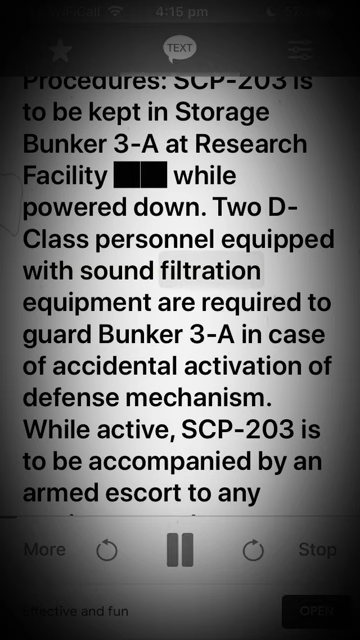 WiFiCall
4:15 pm
TEXT
Procedures: SCP-203 is
to be kept in Storage
Bunker 3-A at Research
Facility ██ while
powered down. Two D-
Class personnel equipped
with sound filtration
equipment are required to
guard Bunker 3-A in case
of accidental activation of
defense mechanism.
While active, SCP-203 is
to be accompanied by an
armed escort to any
More
Stop
ffective and fun
OPEN